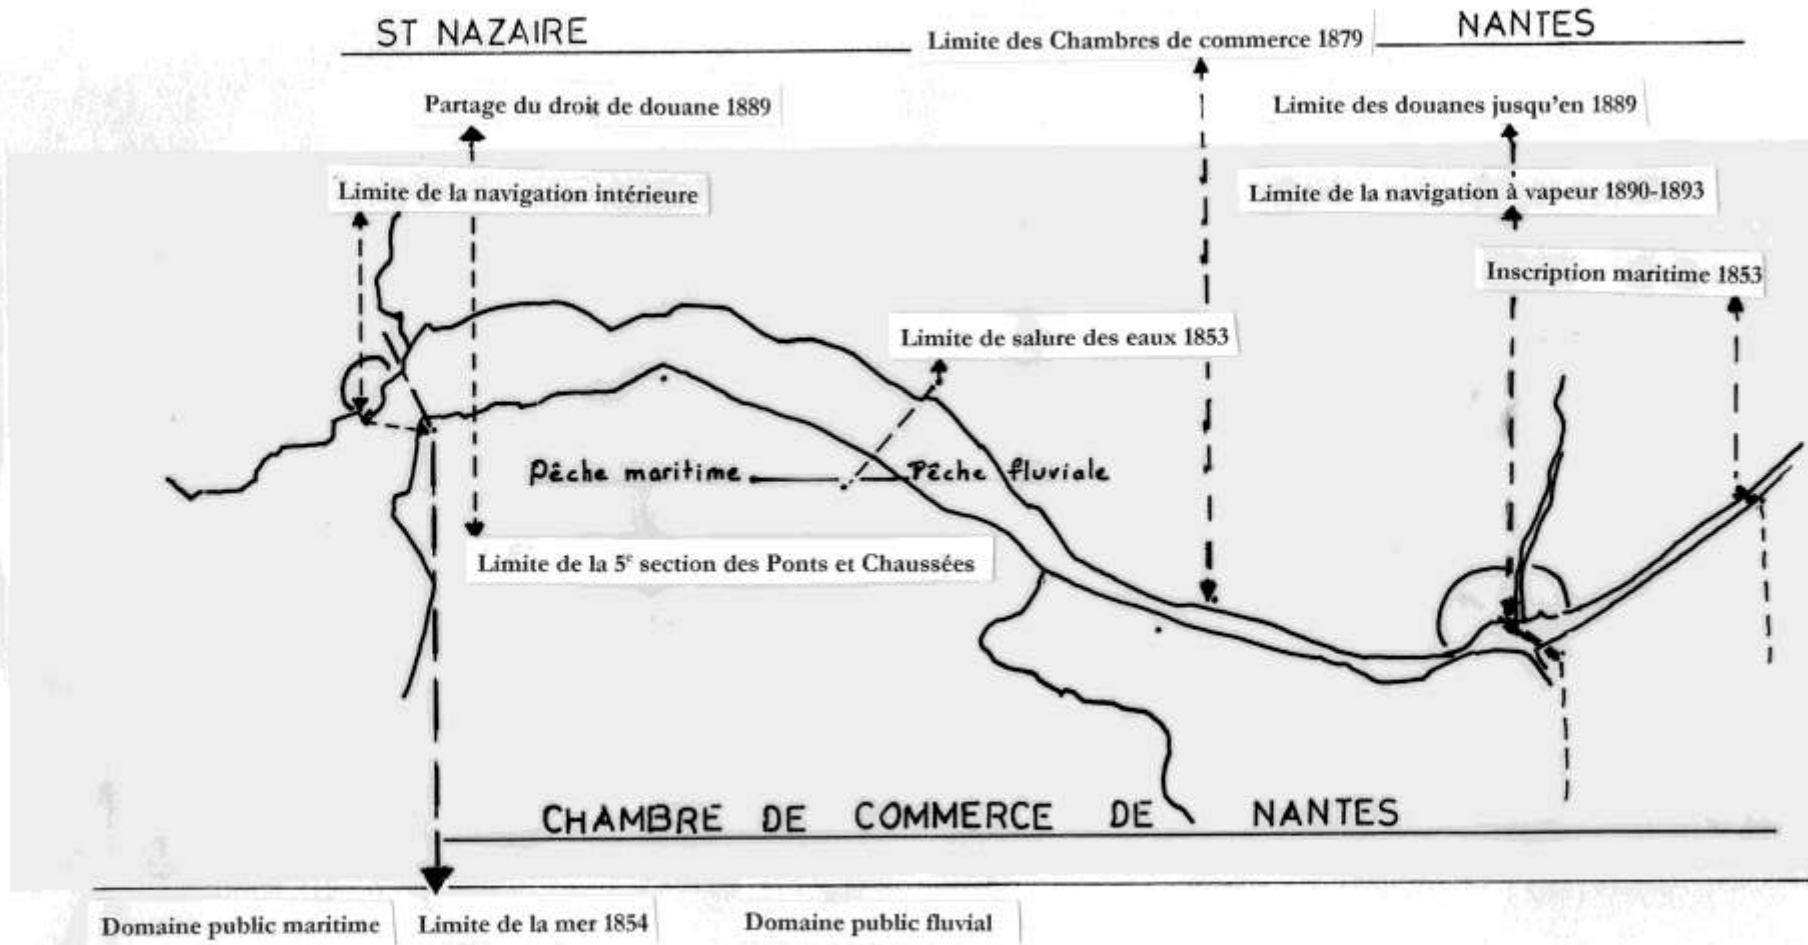 ST NAZAIRE
Limite des Chambres de commerce 1879
NANTES
Partage du droit de douane 1889
Limite des douanes jusqu'en 1889
Limite de la navigation intérieure
Limite de la navigation à vapeur 1890-1893
Inscription maritime 1853
Limite de salure des eaux 1853
Pêche maritime
Pêche fluviale
Limite de la 5e section des Ponts et Chaussées
CHAMBRE DE COMMERCE DE NANTES
Domaine public maritime
Limite de la mer 1854
Domaine public fluvial